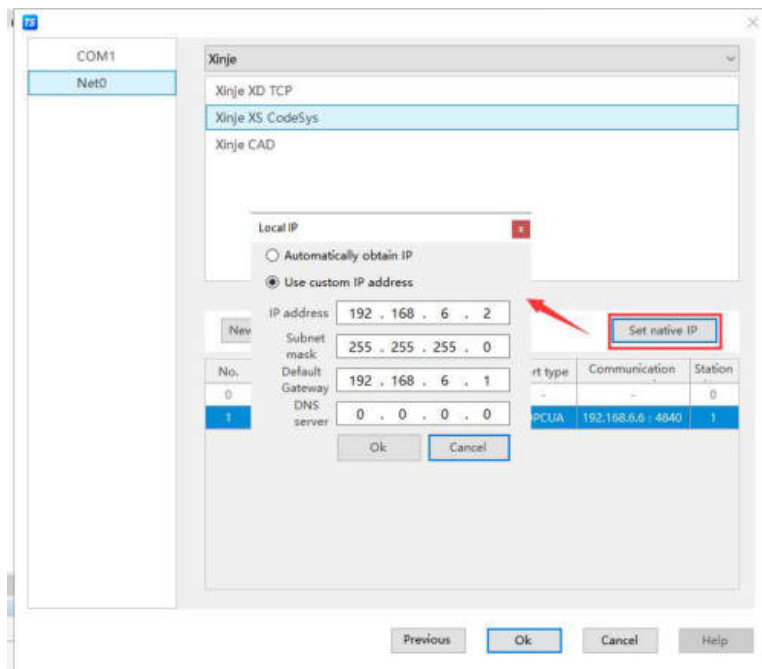 TS
COM1
Net0
Xinje
Xinje XD TCP
Xinje XS CodeSys
Xinje CAD
Local IP
Automatically obtain IP
Use custom IP address
IP address 192 . 168 . 6 . 2
Subnet mask 255 . 255 . 255 . 0
Default Gateway 192 . 168 . 6 . 1
DNS server 0 . 0 . 0 . 0
Ok Cancel
New
Set native IP
No. rt type Communication Station
0 - - 0
1 PCUA 192.168.6.6 : 4840 1
Previous Ok Cancel Help